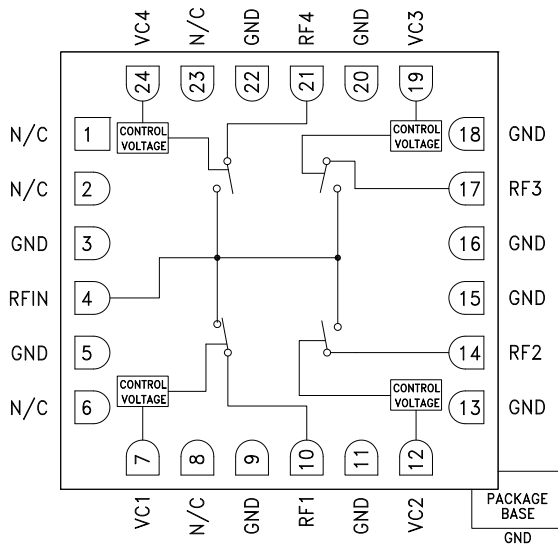 VC4
N/C
GND
RF4
GND
VC3
24
23
22
21
20
19
N/C
1
CONTROL
VOLTAGE
CONTROL
VOLTAGE
18
GND
N/C
2
17
RF3
GND
3
16
GND
RFIN
4
15
GND
GND
5
14
RF2
N/C
6
CONTROL
VOLTAGE
CONTROL
VOLTAGE
13
GND
7
8
9
10
11
12
VC1
N/C
GND
RF1
GND
VC2
PACKAGE
BASE
GND